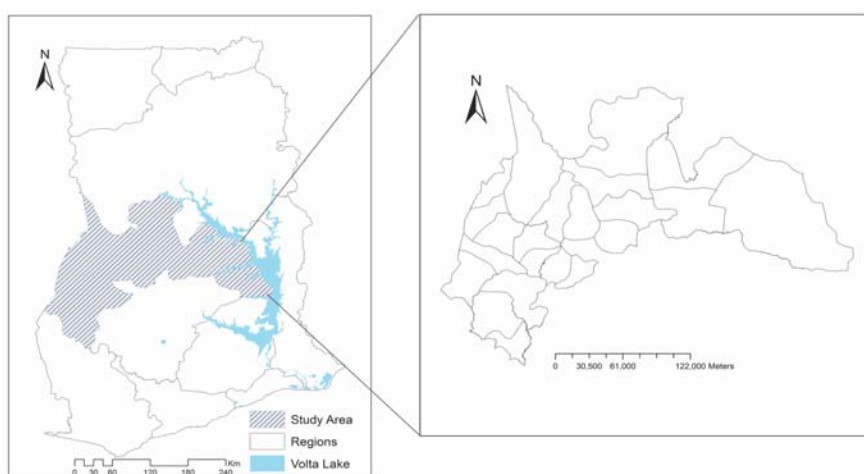 N
Study Area
Regions
Volta Lake
Km
0 30 60 120 180 240
N
0 30,500 61,000 122,000 Meters